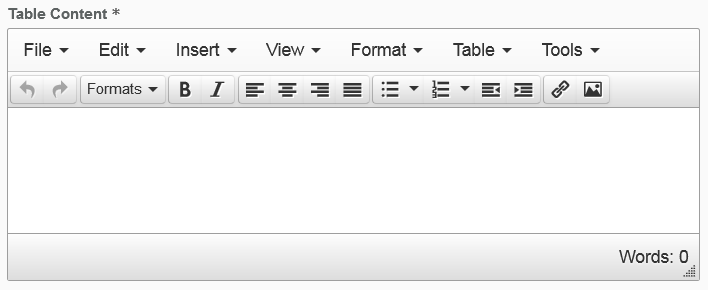 Table Content *
File Edit Insert View Format Table Tools
Formats B I
Words: 0